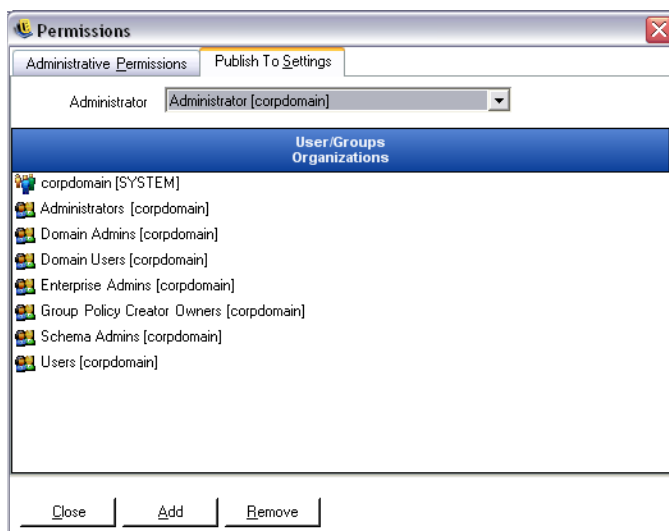 Permissions
Administrative Permissions Publish To Settings
Administrator Administrator [corpdomain]
User/Groups
Organizations
corpdomain [SYSTEM]
Administrators [corpdomain]
Domain Admins [corpdomain]
Domain Users [corpdomain]
Enterprise Admins [corpdomain]
Group Policy Creator Owners [corpdomain]
Schema Admins [corpdomain]
Users [corpdomain]
Close Add Remove